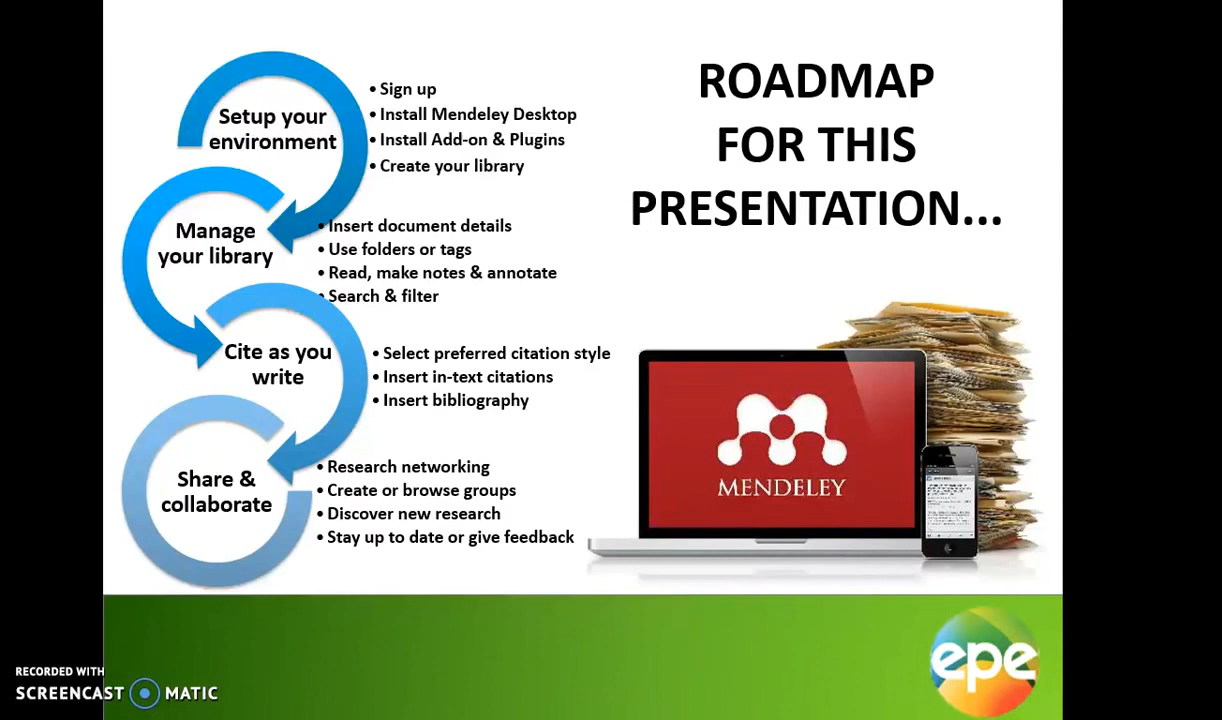 ROADMAP
FOR THIS
PRESENTATION...
Setup your
environment
• Sign up
• Install Mendeley Desktop
• Install Add-on & Plugins
• Create your library
Manage
your library
• Insert document details
• Use folders or tags
• Read, make notes & annotate
• Search & filter
Cite as you
write
• Select preferred citation style
• Insert in-text citations
• Insert bibliography
Share &
collaborate
• Research networking
• Create or browse groups
• Discover new research
• Stay up to date or give feedback
MENDELEY
epe
RECORDED WITH
SCREENCAST MATIC